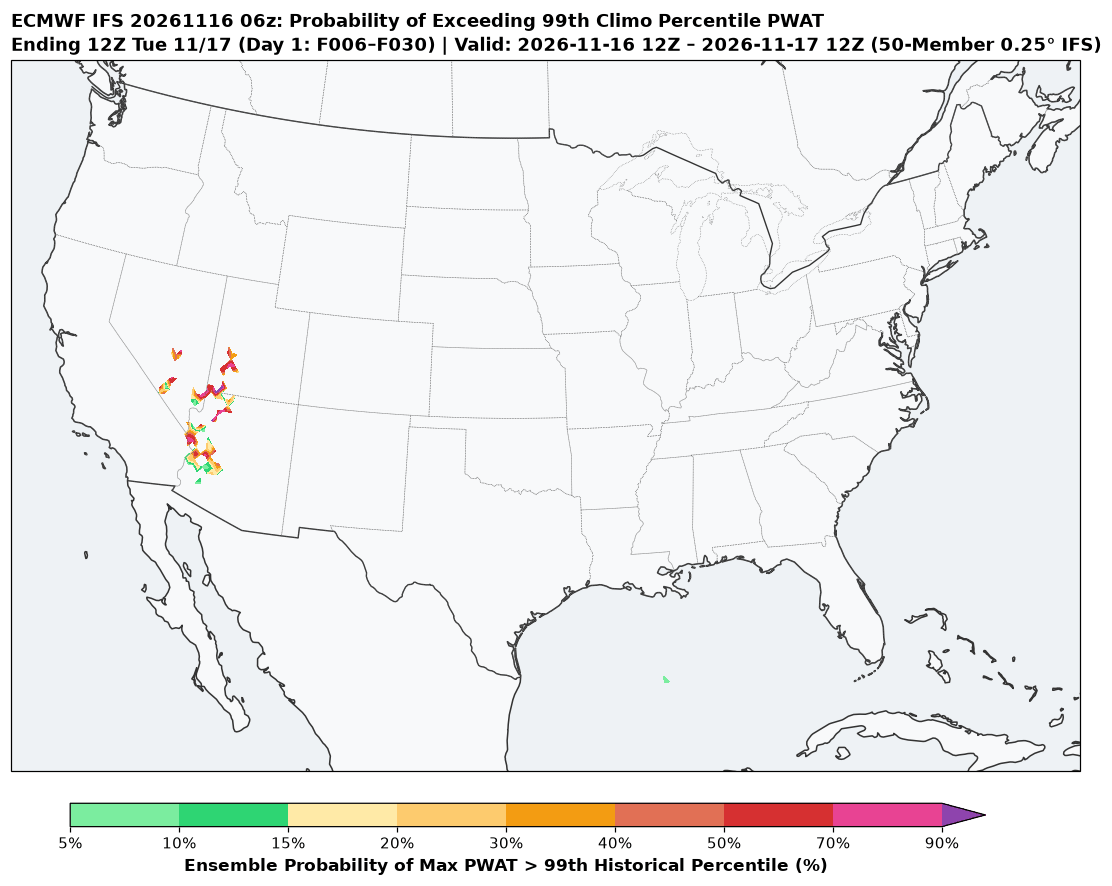 ECMWF IFS 20261116 06z: Probability of Exceeding 99th Climo Percentile PWAT
Ending 12Z Tue 11/17 (Day 1: F006–F030) | Valid: 2026-11-16 12Z – 2026-11-17 12Z (50-Member 0.25° IFS)
5% 10% 15% 20% 30% 40% 50% 70% 90%
Ensemble Probability of Max PWAT > 99th Historical Percentile (%)